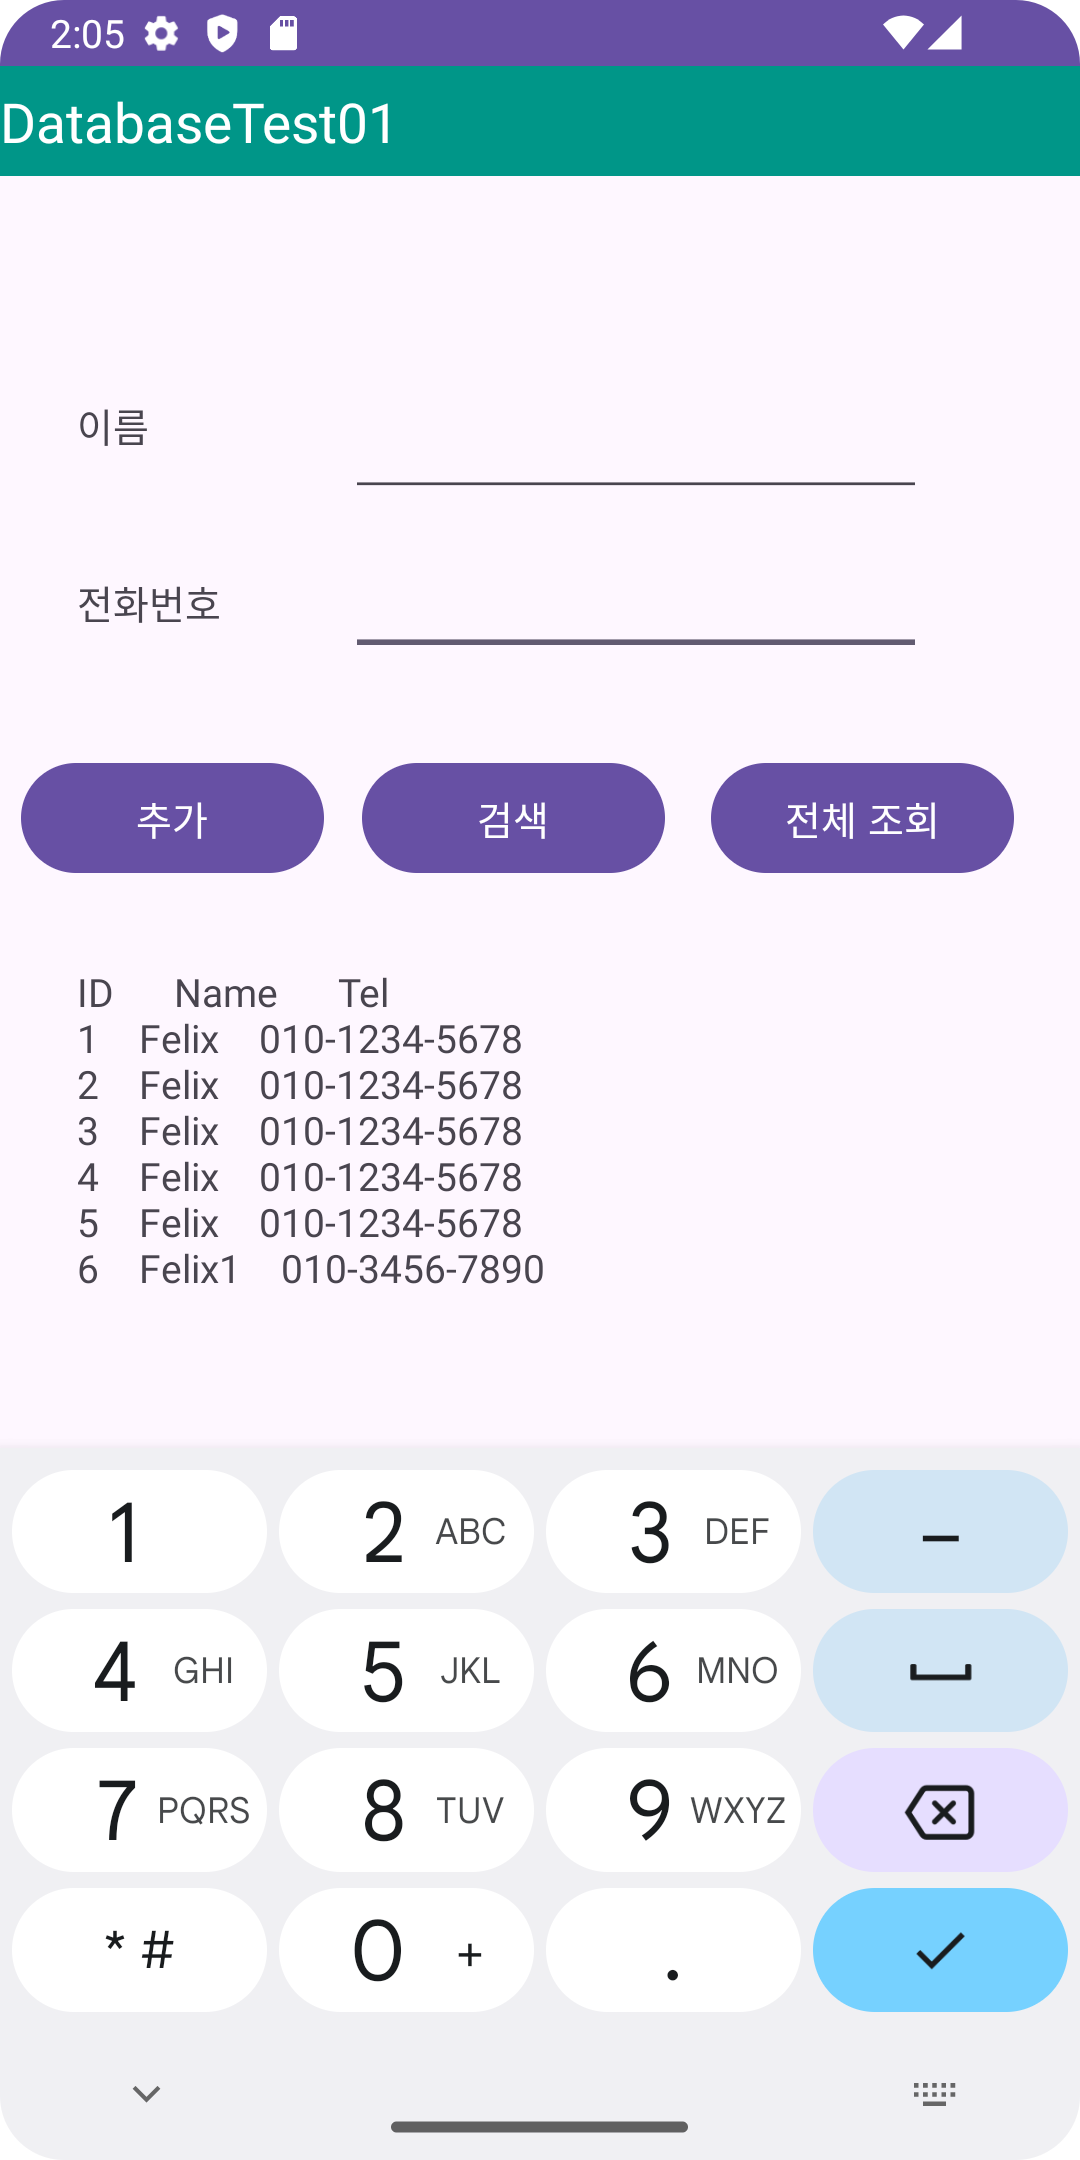 2:05
DatabaseTest01
이름
전화번호
추가 검색 전체 조회
ID Name Tel
1 Felix 010-1234-5678
2 Felix 010-1234-5678
3 Felix 010-1234-5678
4 Felix 010-1234-5678
5 Felix 010-1234-5678
6 Felix1 010-3456-7890
1 2 ABC 3 DEF –
4 GHI 5 JKL 6 MNO
7 PQRS 8 TUV 9 WXYZ
* # 0 + .